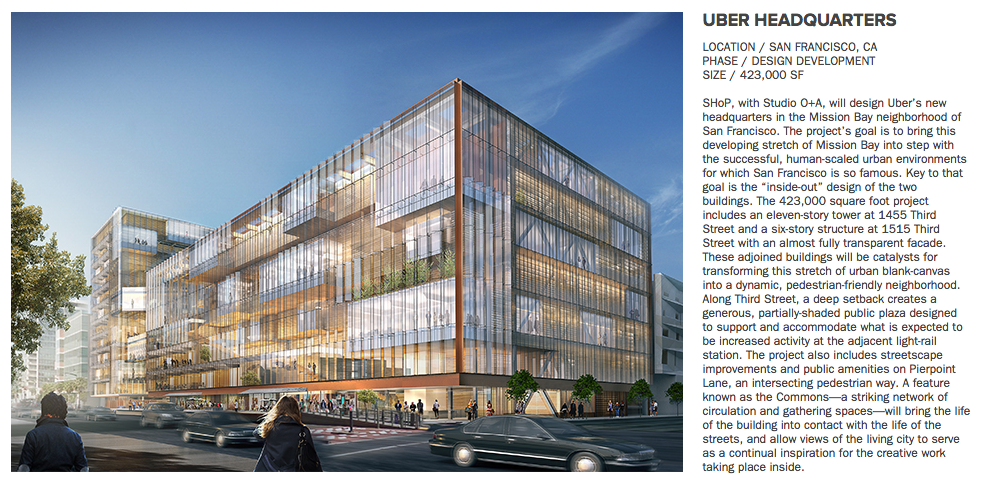 UBER HEADQUARTERS
LOCATION / SAN FRANCISCO, CA
PHASE / DESIGN DEVELOPMENT
SIZE / 423,000 SF
SHoP, with Studio O+A, will design Uber's new
headquarters in the Mission Bay neighborhood of
San Francisco. The project's goal is to bring this
developing stretch of Mission Bay into step with
the successful, human-scaled urban environments
for which San Francisco is so famous. Key to that
goal is the “inside-out” design of the two
buildings. The 423,000 square foot project
includes an eleven-story tower at 1455 Third
Street and a six-story structure at 1515 Third
Street with an almost fully transparent facade.
These adjoined buildings will be catalysts for
transforming this stretch of urban blank-canvas
into a dynamic, pedestrian-friendly neighborhood.
Along Third Street, a deep setback creates a
generous, partially-shaded public plaza designed
to support and accommodate what is expected to
be increased activity at the adjacent light-rail
station. The project also includes streetscape
improvements and public amenities on Pierpoint
Lane, an intersecting pedestrian way. A feature
known as the Commons—a striking network of
circulation and gathering spaces—will bring the life
of the building into contact with the life of the
streets, and allow views of the living city to serve
as a continual inspiration for the creative work
taking place inside.